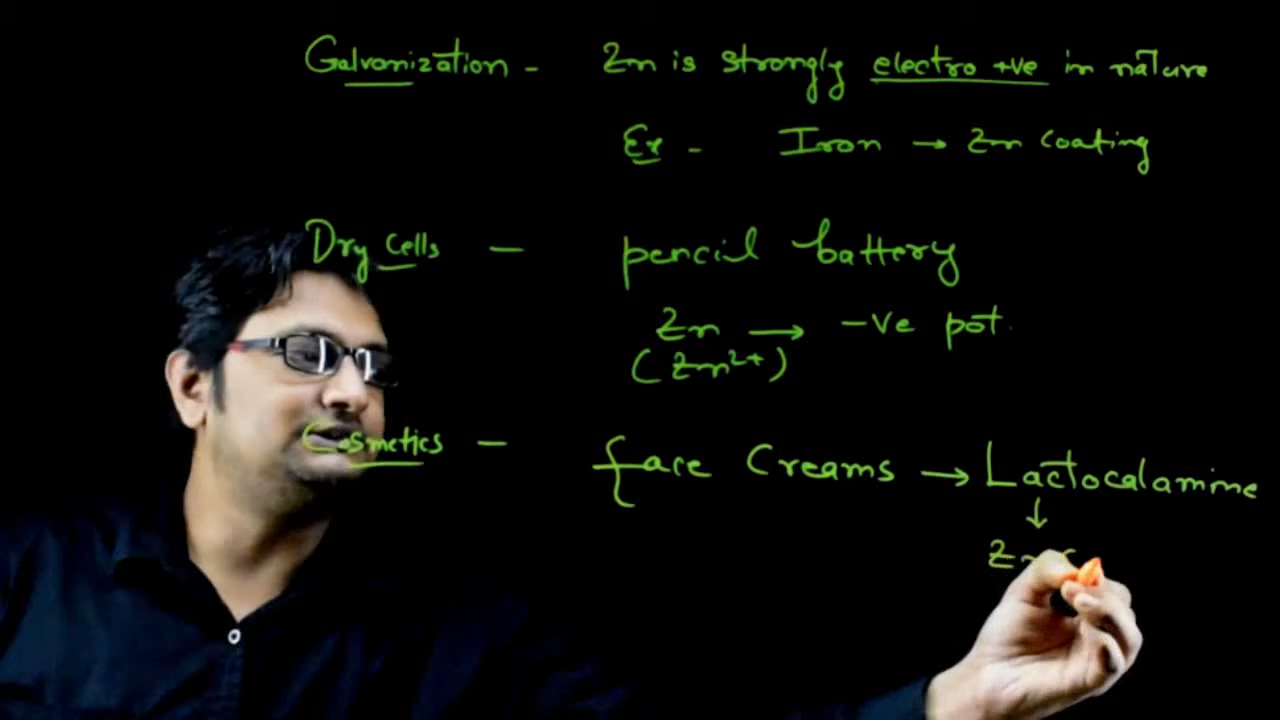 Galvanization - Zn is strongly electro +ve in nature
Ex - Iron → Zn coating
Dry Cells - pencil battery
Zn → -ve pot.
(Zn²⁺)
Cosmetics - face Creams → Lactocalamine
↓